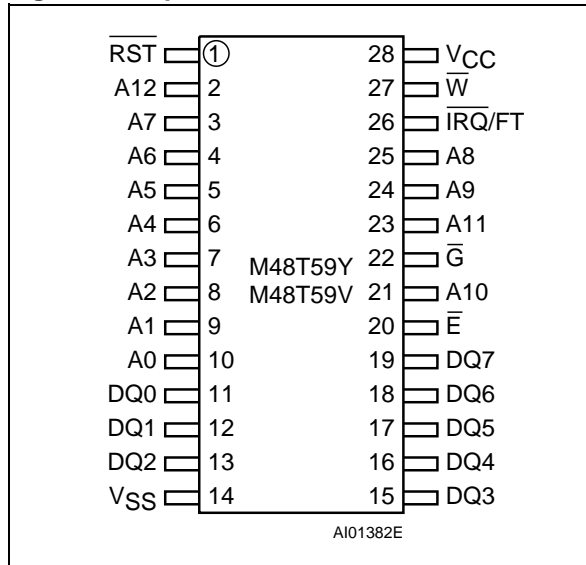 R̅S̅T̅ 1 28 VCC
A12 2 27 W̅
A7 3 26 I̅R̅Q̅/FT
A6 4 25 A8
A5 5 24 A9
A4 6 23 A11
A3 7 M48T59Y 22 G̅
A2 8 M48T59V 21 A10
A1 9 20 E̅
A0 10 19 DQ7
DQ0 11 18 DQ6
DQ1 12 17 DQ5
DQ2 13 16 DQ4
VSS 14 15 DQ3
AI01382E